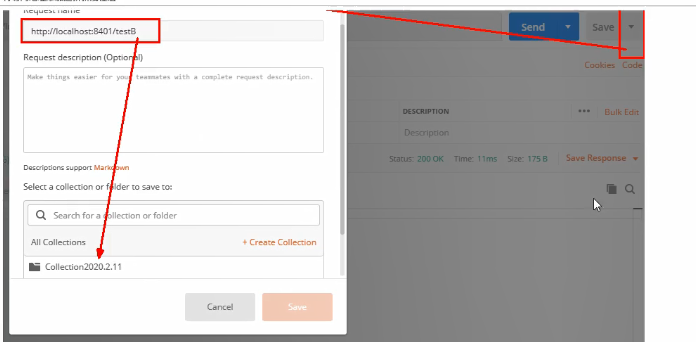 Request name
http://localhost:8401/testB
Send
Save
Request description (Optional)
Make things easier for your teammates with a complete request description.
Cookies Code
DESCRIPTION
Bulk Edit
Description
Status: 200 OK Time: 11ms Size: 175 B Save Response
Descriptions support Markdown
Select a collection or folder to save to:
Search for a collection or folder
All Collections
+ Create Collection
Collection2020.2.11
Cancel
Save